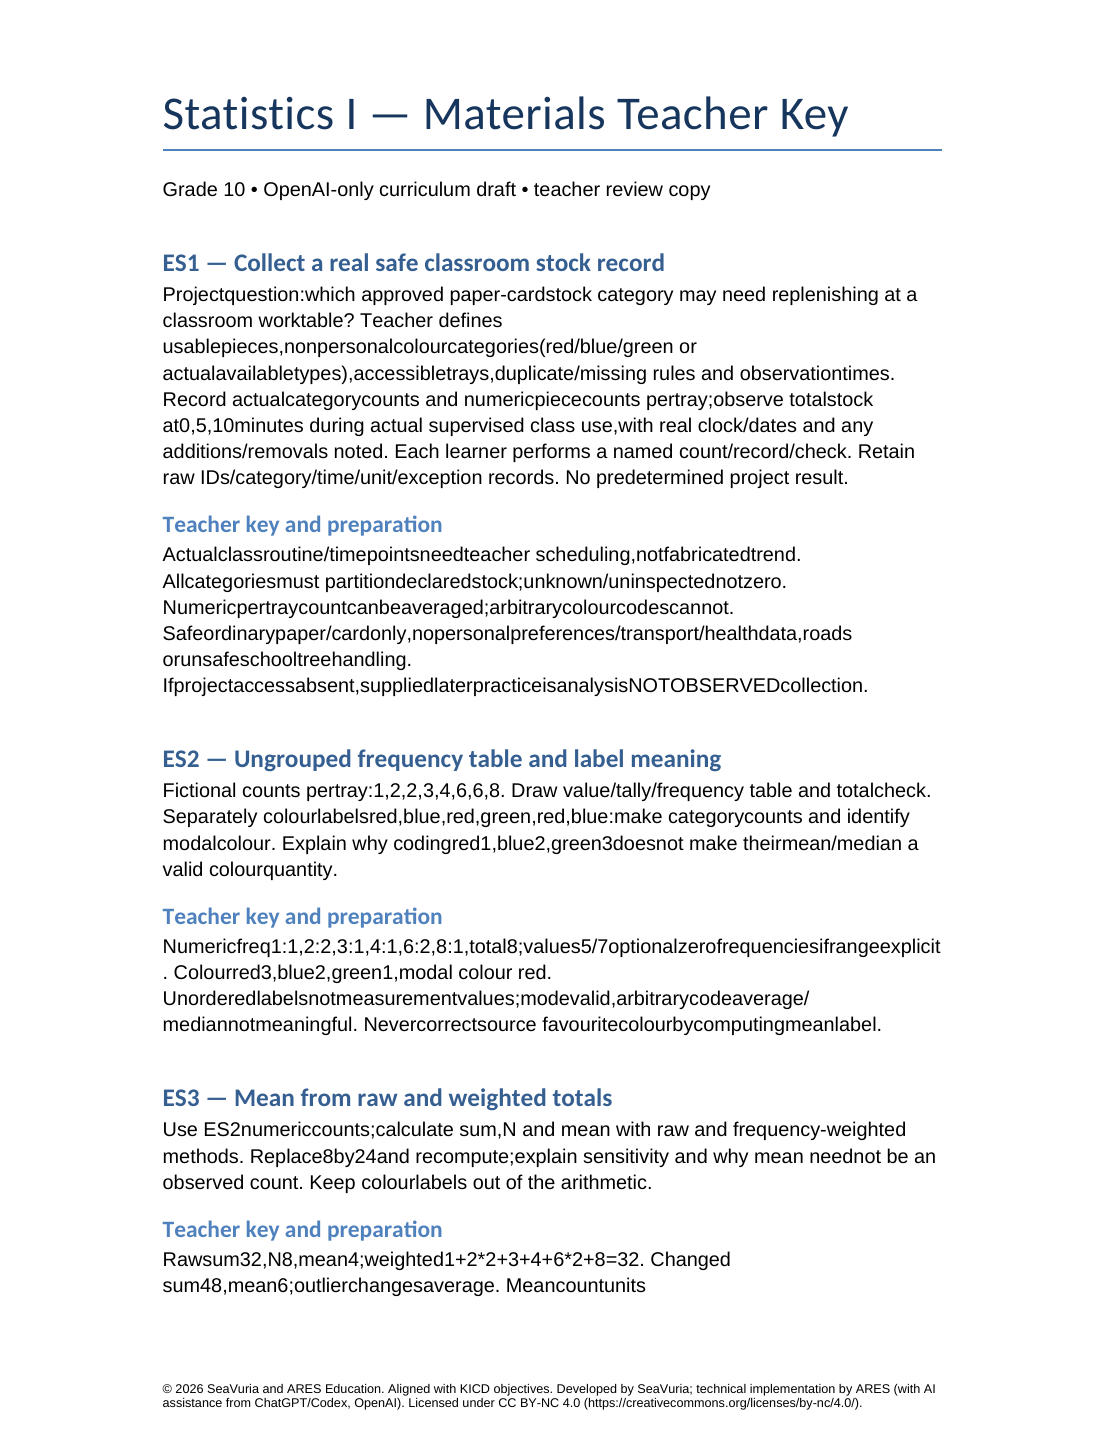 Statistics I — Materials Teacher Key
Grade 10 • OpenAI-only curriculum draft • teacher review copy
ES1 — Collect a real safe classroom stock record
Projectquestion:which approved paper-cardstock category may need replenishing at a
classroom worktable? Teacher defines
usablepieces,nonpersonalcolourcategories(red/blue/green or
actualavailabletypes),accessibletrays,duplicate/missing rules and observationtimes.
Record actualcategorycounts and numericpiececounts pertray;observe totalstock
at0,5,10minutes during actual supervised class use,with real clock/dates and any
additions/removals noted. Each learner performs a named count/record/check. Retain
raw IDs/category/time/unit/exception records. No predetermined project result.
Teacher key and preparation
Actualclassroutine/timepointsneedteacher scheduling,notfabricatedtrend.
Allcategoriesmust partitiondeclaredstock;unknown/uninspectednotzero.
Numericpertraycountcanbeaveraged;arbitrarycolourcodescannot.
Safeordinarypaper/cardonly,nopersonalpreferences/transport/healthdata,roads
orunsafeschooltreehandling.
Ifprojectaccessabsent,suppliedlaterpracticeisanalysisNOTOBSERVEDcollection.
ES2 — Ungrouped frequency table and label meaning
Fictional counts pertray:1,2,2,3,4,6,6,8. Draw value/tally/frequency table and totalcheck.
Separately colourlabelsred,blue,red,green,red,blue:make categorycounts and identify
modalcolour. Explain why codingred1,blue2,green3doesnot make theirmean/median a
valid colourquantity.
Teacher key and preparation
Numericfreq1:1,2:2,3:1,4:1,6:2,8:1,total8;values5/7optionalzerofrequenciesifrangeexplicit
. Colourred3,blue2,green1,modal colour red.
Unorderedlabelsnotmeasurementvalues;modevalid,arbitrarycodeaverage/
mediannotmeaningful. Nevercorrectsource favouritecolourbycomputingmeanlabel.
ES3 — Mean from raw and weighted totals
Use ES2numericcounts;calculate sum,N and mean with raw and frequency-weighted
methods. Replace8by24and recompute;explain sensitivity and why mean neednot be an
observed count. Keep colourlabels out of the arithmetic.
Teacher key and preparation
Rawsum32,N8,mean4;weighted1+2*2+3+4+6*2+8=32. Changed
sum48,mean6;outlierchangesaverage. Meancountunits
© 2026 SeaVuria and ARES Education. Aligned with KICD objectives. Developed by SeaVuria; technical implementation by ARES (with AI
assistance from ChatGPT/Codex, OpenAI). Licensed under CC BY-NC 4.0 (https://creativecommons.org/licenses/by-nc/4.0/).